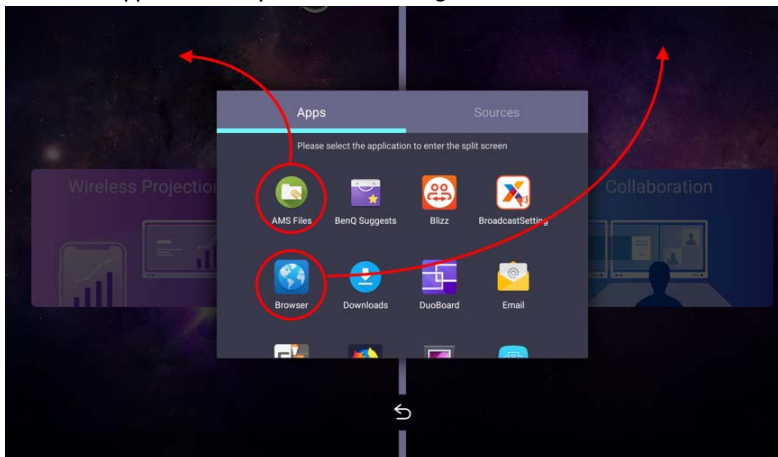 Apps
Sources
Please select the application to enter the split screen
Wireless Projection
Collaboration
AMS Files
BenQ Suggests
Blizz
BroadcastSetting
Browser
Downloads
DuoBoard
Email